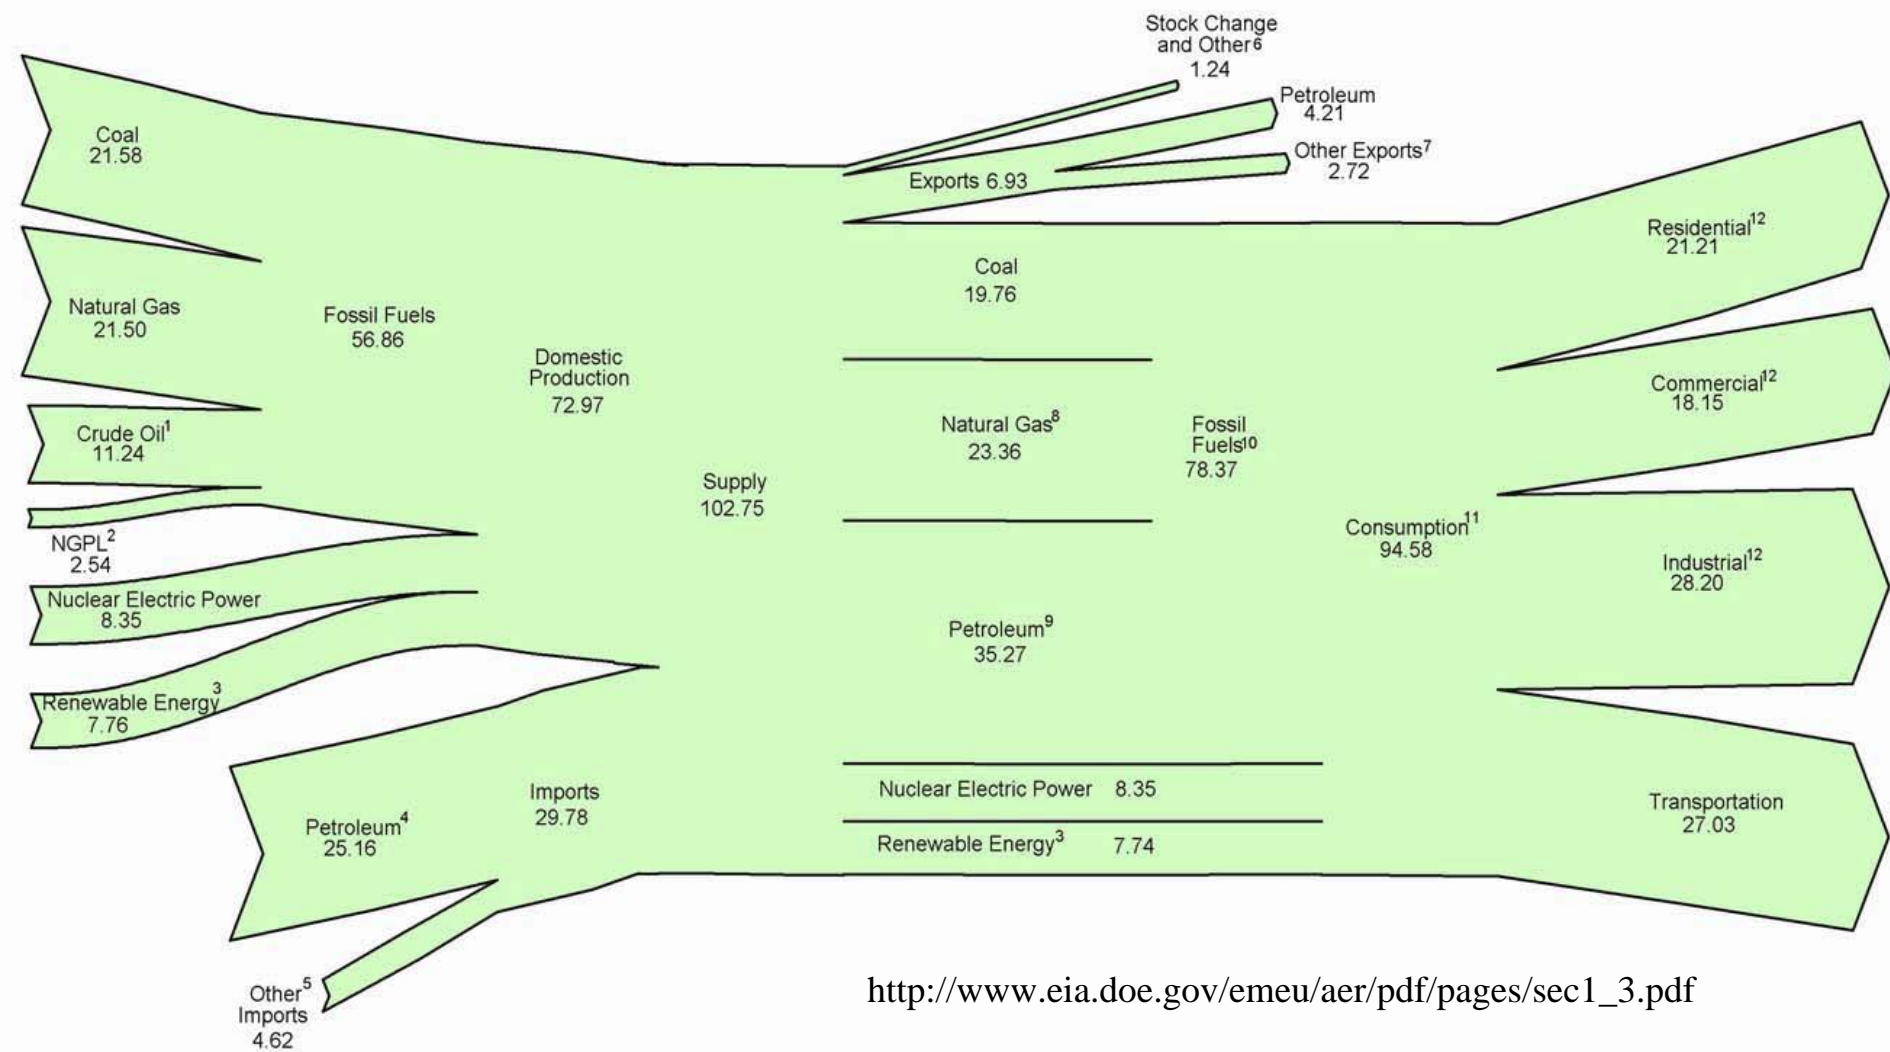 Stock Change
and Other6
1.24
Petroleum
4.21
Other Exports7
2.72
Exports 6.93
Coal
21.58
Natural Gas
21.50
Crude Oil1
11.24
NGPL2
2.54
Nuclear Electric Power
8.35
Renewable Energy3
7.76
Fossil Fuels
56.86
Domestic
Production
72.97
Petroleum4
25.16
Imports
29.78
Other5
Imports
4.62
Supply
102.75
Coal
19.76
Natural Gas8
23.36
Petroleum9
35.27
Nuclear Electric Power 8.35
Renewable Energy3 7.74
Fossil
Fuels10
78.37
Consumption11
94.58
Residential12
21.21
Commercial12
18.15
Industrial12
28.20
Transportation
27.03
http://www.eia.doe.gov/emeu/aer/pdf/pages/sec1_3.pdf